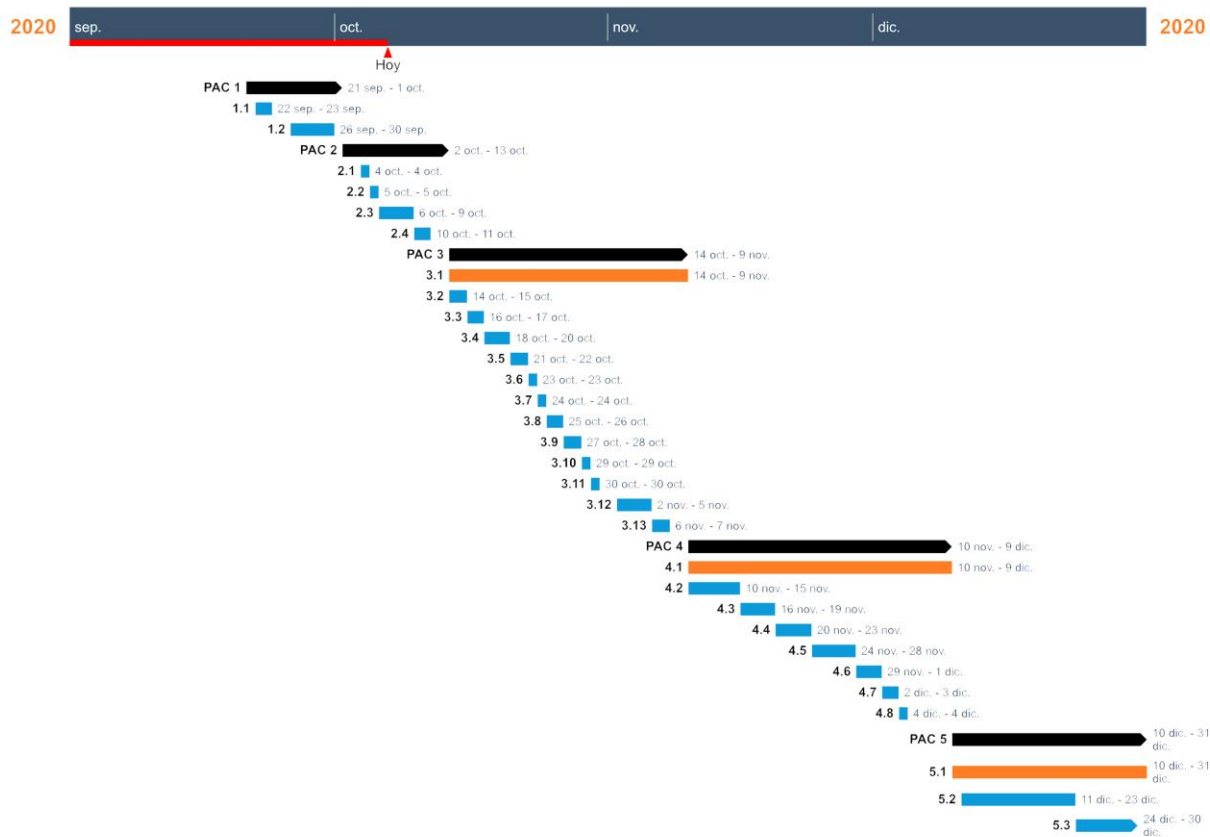 2020 sep. oct. nov. dic. 2020
Hoy
PAC 1 21 sep. - 1 oct.
1.1 22 sep. - 23 sep.
1.2 26 sep. - 30 sep.
PAC 2 2 oct. - 13 oct.
2.1 4 oct. - 4 oct.
2.2 5 oct. - 5 oct.
2.3 6 oct. - 9 oct.
2.4 10 oct. - 11 oct.
PAC 3 14 oct. - 9 nov.
3.1 14 oct. - 9 nov.
3.2 14 oct. - 15 oct.
3.3 16 oct. - 17 oct.
3.4 18 oct. - 20 oct.
3.5 21 oct. - 22 oct.
3.6 23 oct. - 23 oct.
3.7 24 oct. - 24 oct.
3.8 25 oct. - 26 oct.
3.9 27 oct. - 28 oct.
3.10 29 oct. - 29 oct.
3.11 30 oct. - 30 oct.
3.12 2 nov. - 5 nov.
3.13 6 nov. - 7 nov.
PAC 4 10 nov. - 9 dic.
4.1 10 nov. - 9 dic.
4.2 10 nov. - 15 nov.
4.3 16 nov. - 19 nov.
4.4 20 nov. - 23 nov.
4.5 24 nov. - 28 nov.
4.6 29 nov. - 1 dic.
4.7 2 dic. - 3 dic.
4.8 4 dic. - 4 dic.
PAC 5 10 dic. - 31
dic.
5.1 10 dic. - 31
dic.
5.2 11 dic. - 23 dic.
5.3 24 dic. - 30
dic.